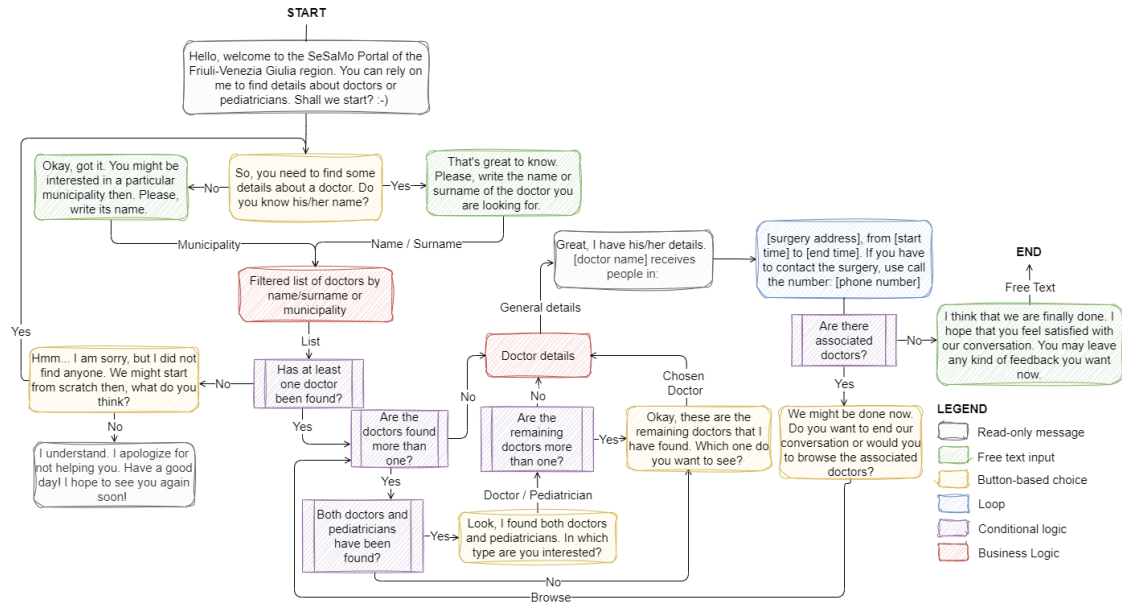 START
Hello, welcome to the SeSaMo Portal of the
Friuli-Venezia Giulia region. You can rely on
me to find details about doctors or
pediatricians. Shall we start? :-)
Okay, got it. You might be
interested in a particular
municipality then. Please,
write its name.
No
So, you need to find some
details about a doctor. Do
you know his/her name?
Yes
That's great to know.
Please, write the name or
surname of the doctor you
are looking for.
Municipality
Name / Surname
Filtered list of doctors by
name/surname or
municipality
List
Great, I have his/her details.
[doctor name] receives
people in:
[surgery address], from [start
time] to [end time]. If you have
to contact the surgery, use call
the number: [phone number]
END
Free Text
General details
Yes
Hmm... I am sorry, but I did not
find anyone. We might start
from scratch then, what do you
think?
No
Has at least
one doctor
been found?
Doctor details
Are there
associated
doctors?
No
I think that we are finally done. I
hope that you feel satisfied with
our conversation. You may leave
any kind of feedback you want
now.
No
I understand. I apologize for
not helping you. Have a good
day! I hope to see you again
soon!
Yes
Are the
doctors found
more than
one?
No
No
Chosen
Doctor
Yes
Are the
remaining
doctors more
than one?
Yes
Okay, these are the
remaining doctors that I
have found. Which one do
you want to see?
We might be done now.
Do you want to end our
conversation or would you
to browse the associated
doctors?
Yes
Doctor / Pediatrician
Both doctors and
pediatricians
have been
found?
Yes
Look, I found both doctors
and pediatricians. In which
type are you interested?
No
Browse
LEGEND
Read-only message
Free text input
Button-based choice
Loop
Conditional logic
Business Logic